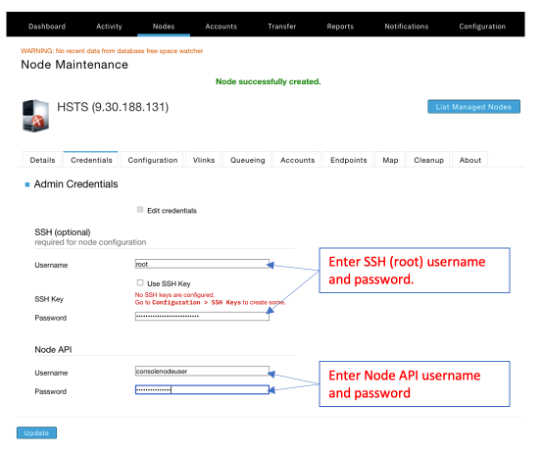 Dashboard Activity Nodes Accounts Transfer Reports Notifications Configuration
WARNING: No recent data from database free space watcher
Node Maintenance
Node successfully created.
HSTS (9.30.188.131)
List Managed Nodes
Details Credentials Configuration Vlinks Queueing Accounts Endpoints Map Cleanup About
Admin Credentials
Edit credentials
SSH (optional)
required for node configuration
Username root
Use SSH Key
SSH Key
No SSH keys are configured.
Go to Configuration > SSH Keys to create some.
Password
Enter SSH (root) username
and password.
Node API
Username consolenodeuser
Password
Enter Node API username
and password
Update